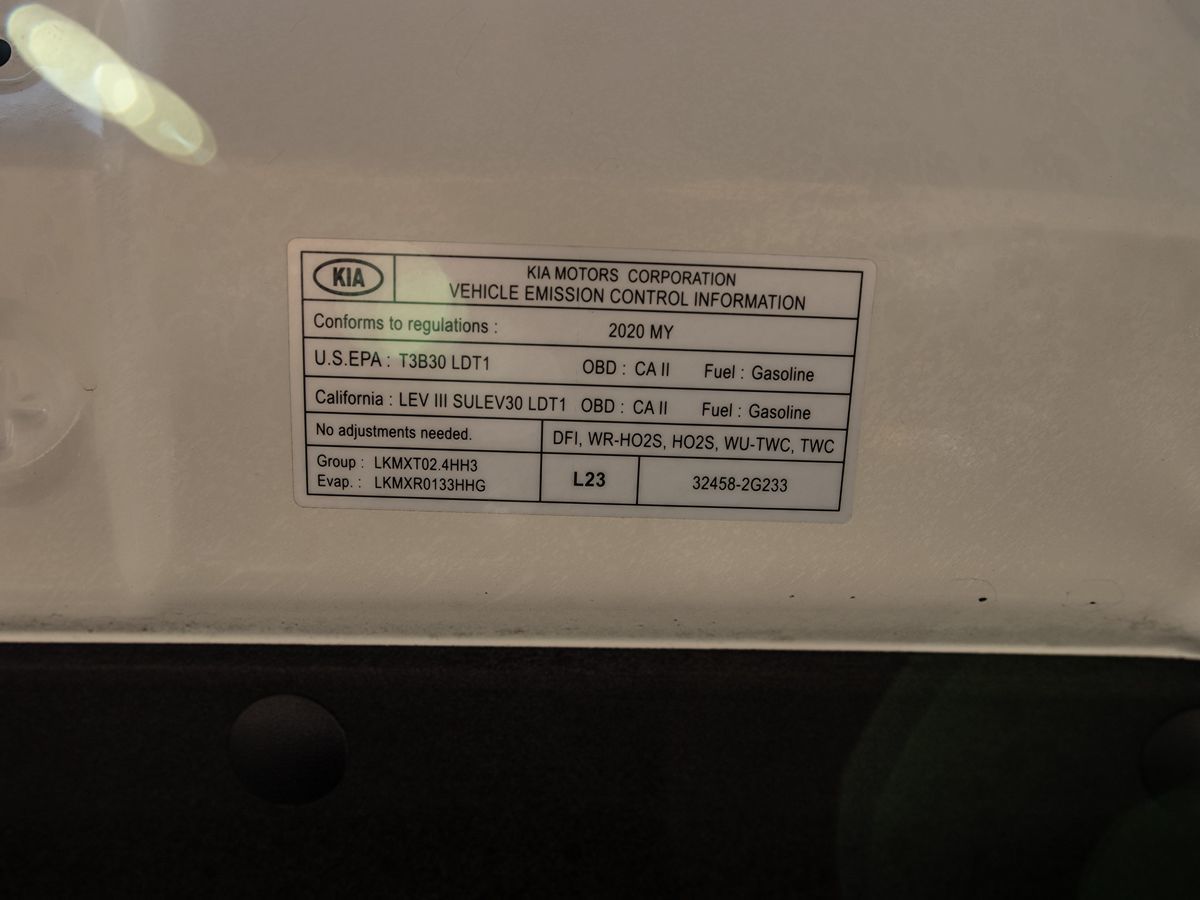 KIA
KIA MOTORS CORPORATION
VEHICLE EMISSION CONTROL INFORMATION
Conforms to regulations : 2020 MY
U.S.EPA : T3B30 LDT1 OBD : CA II Fuel : Gasoline
California : LEV III SULEV30 LDT1 OBD : CA II Fuel : Gasoline
No adjustments needed. DFI, WR-HO2S, HO2S, WU-TWC, TWC
Group : LKMXT02.4HH3
Evap. : LKMXR0133HHG
L23
32458-2G233